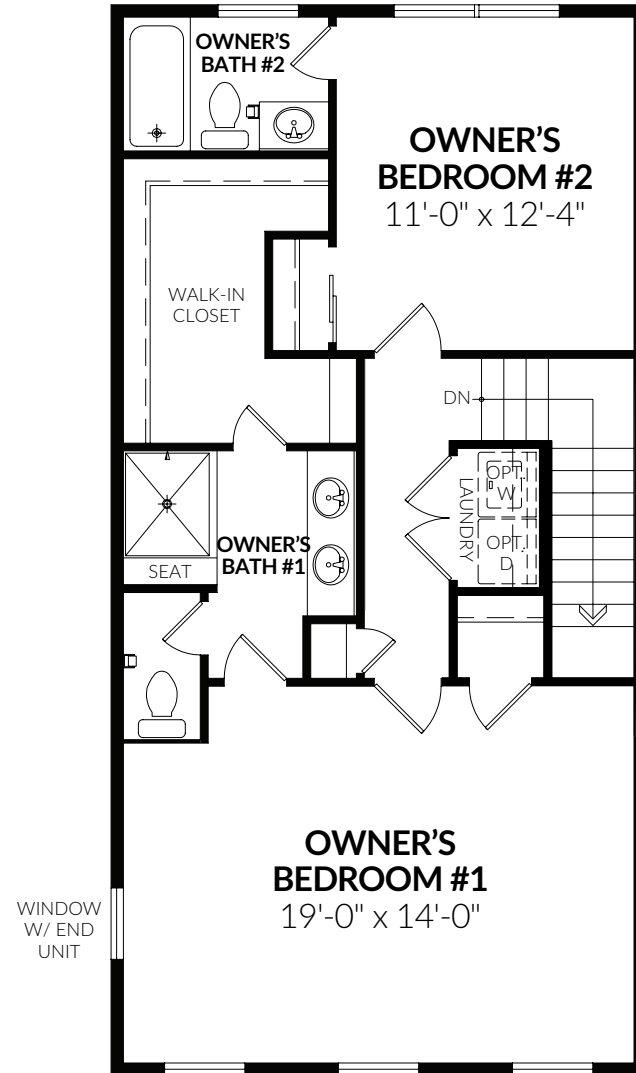 OWNER'S
BATH #2
OWNER'S
BEDROOM #2
11'-0" x 12'-4"
WALK-IN
CLOSET
DN
OPT.
W
LAUNDRY
OPT.
D
OWNER'S
BATH #1
SEAT
OWNER'S
BEDROOM #1
19'-0" x 14'-0"
WINDOW
W/ END
UNIT